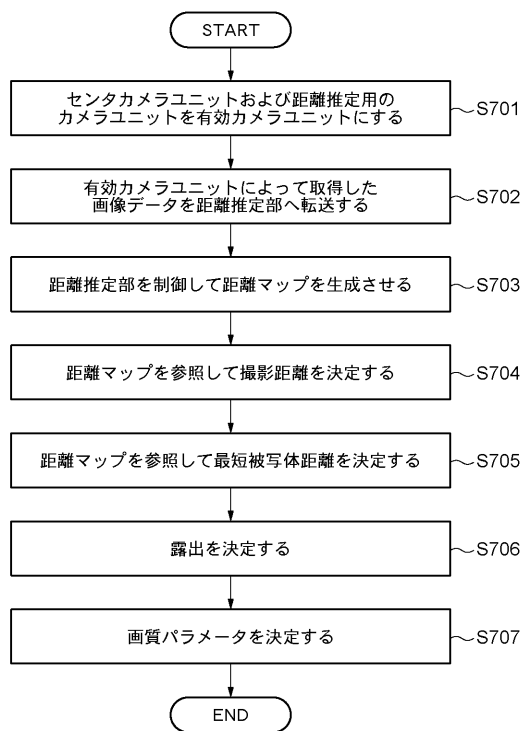 START
センタカメラユニットおよび距離推定用の
カメラユニットを有効カメラユニットにする
S701
有効カメラユニットによって取得した
画像データを距離推定部へ転送する
S702
距離推定部を制御して距離マップを生成させる
S703
距離マップを参照して撮影距離を決定する
S704
距離マップを参照して最短被写体距離を決定する
S705
露出を決定する
S706
画質パラメータを決定する
S707
END